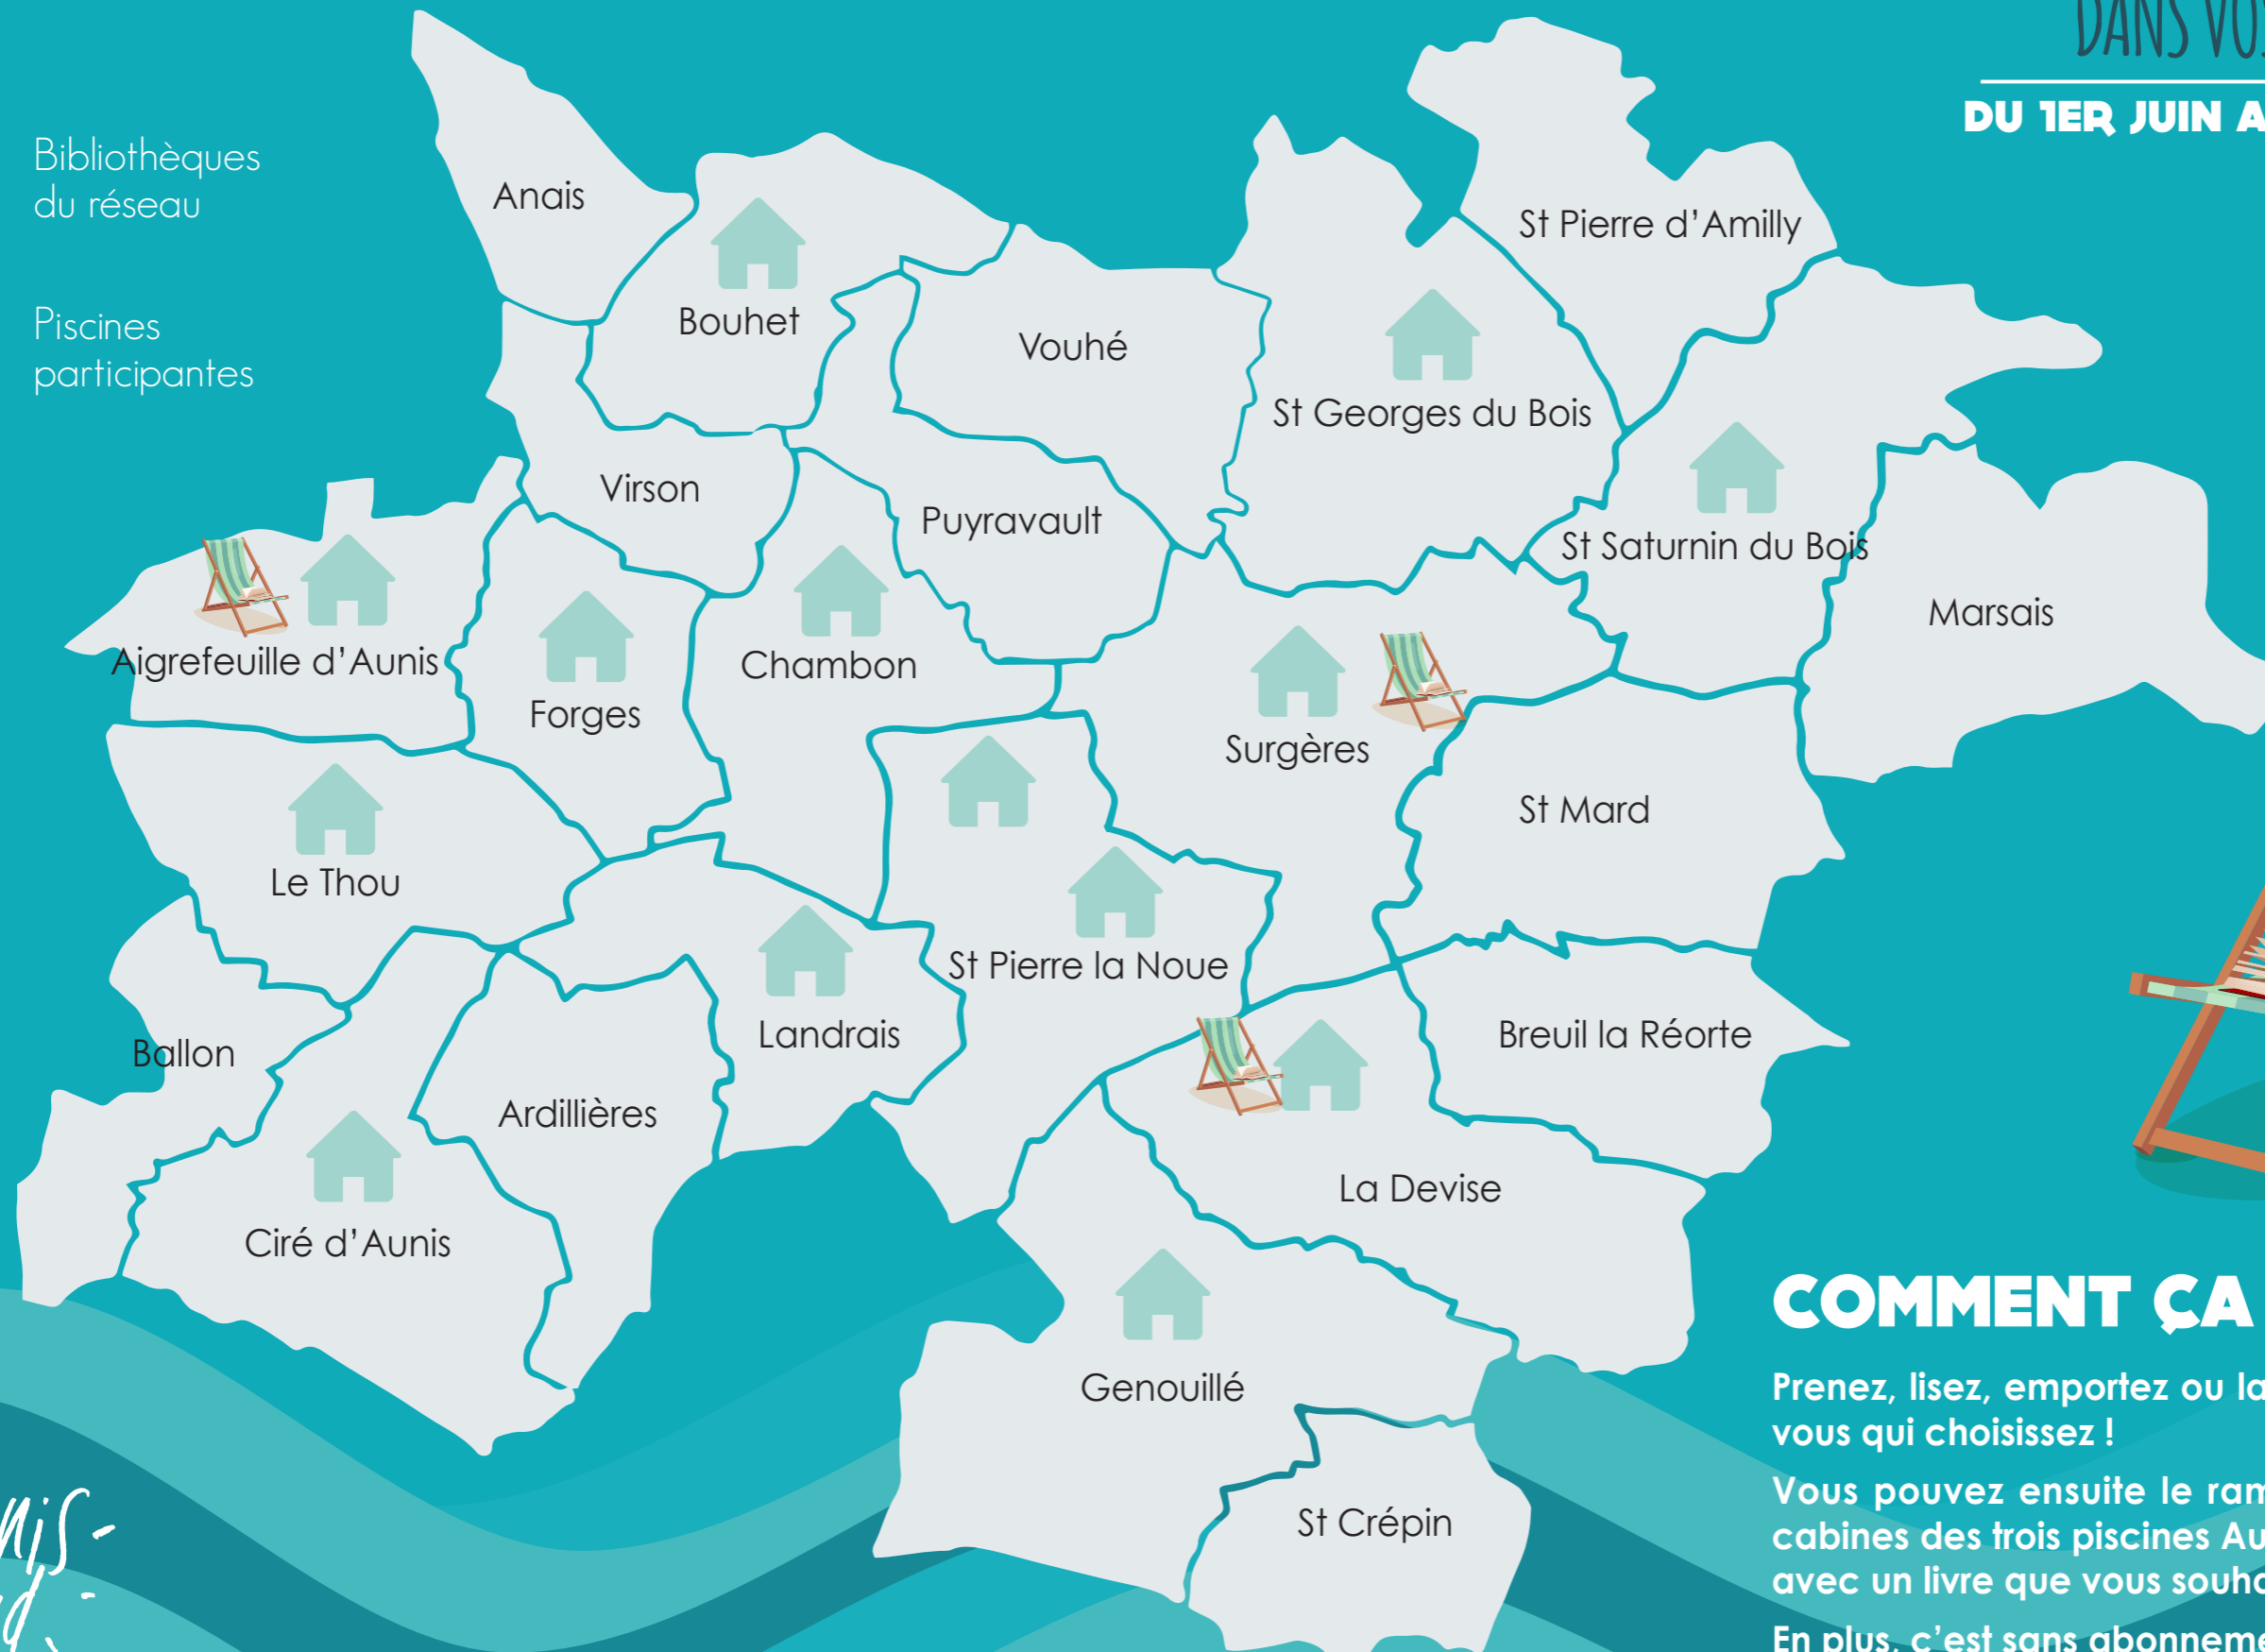 DANS VOS
DU 1ER JUIN A
Bibliothèques
du réseau
Piscines
participantes
Anais
St Pierre d'Amilly
Bouhet
Vouhé
St Georges du Bois
Virson
Puyravault
St Saturnin du Bois
Marsais
Aigrefeuille d'Aunis
Chambon
Forges
Surgères
St Mard
Le Thou
St Pierre la Noue
Landrais
Breuil la Réorte
Ballon
Ardillières
La Devise
Ciré d'Aunis
Genouillé
St Crépin
COMMENT ÇA
Prenez, lisez, emportez ou la
vous qui choisissez !
Vous pouvez ensuite le ram
cabines des trois piscines Au
avec un livre que vous souha
En plus, c'est sans abonneme